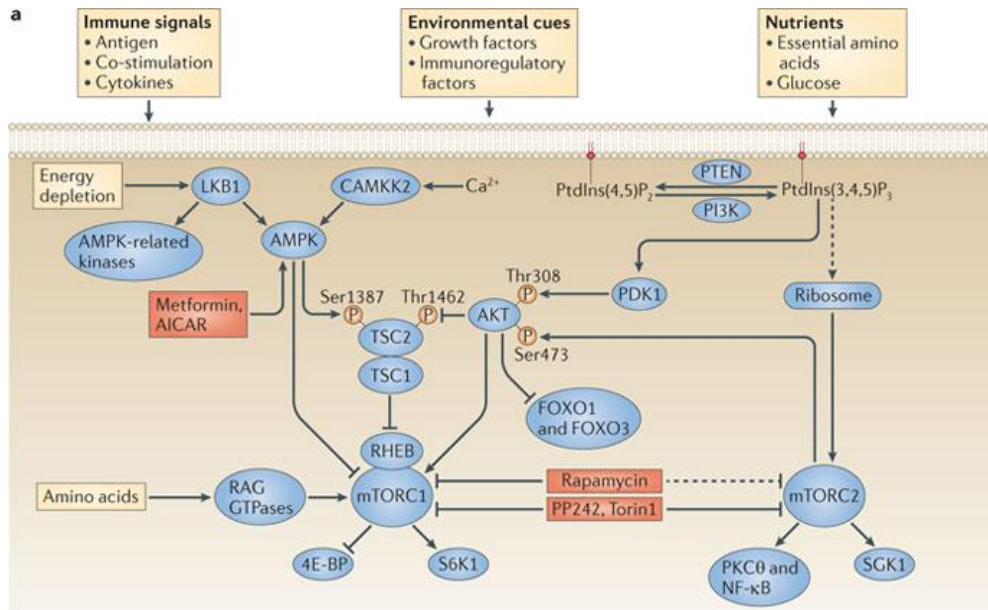 a
Immune signals
• Antigen
• Co-stimulation
• Cytokines
Environmental cues
• Growth factors
• Immunoregulatory
factors
Nutrients
• Essential amino
acids
• Glucose
Energy
depletion
LKB1
CAMKK2
Ca²⁺
PtdIns(4,5)P₂
PTEN
PI3K
PtdIns(3,4,5)P₃
AMPK-related
kinases
AMPK
Metformin,
AICAR
Ser1387
P
Thr1462
P
TSC2
TSC1
AKT
Thr308
P
P
Ser473
PDK1
Ribosome
FOXO1
and FOXO3
RHEB
mTORC1
Amino acids
RAG
GTPases
Rapamycin
PP242, Torin1
mTORC2
4E-BP
S6K1
PKCθ and
NF-κB
SGK1